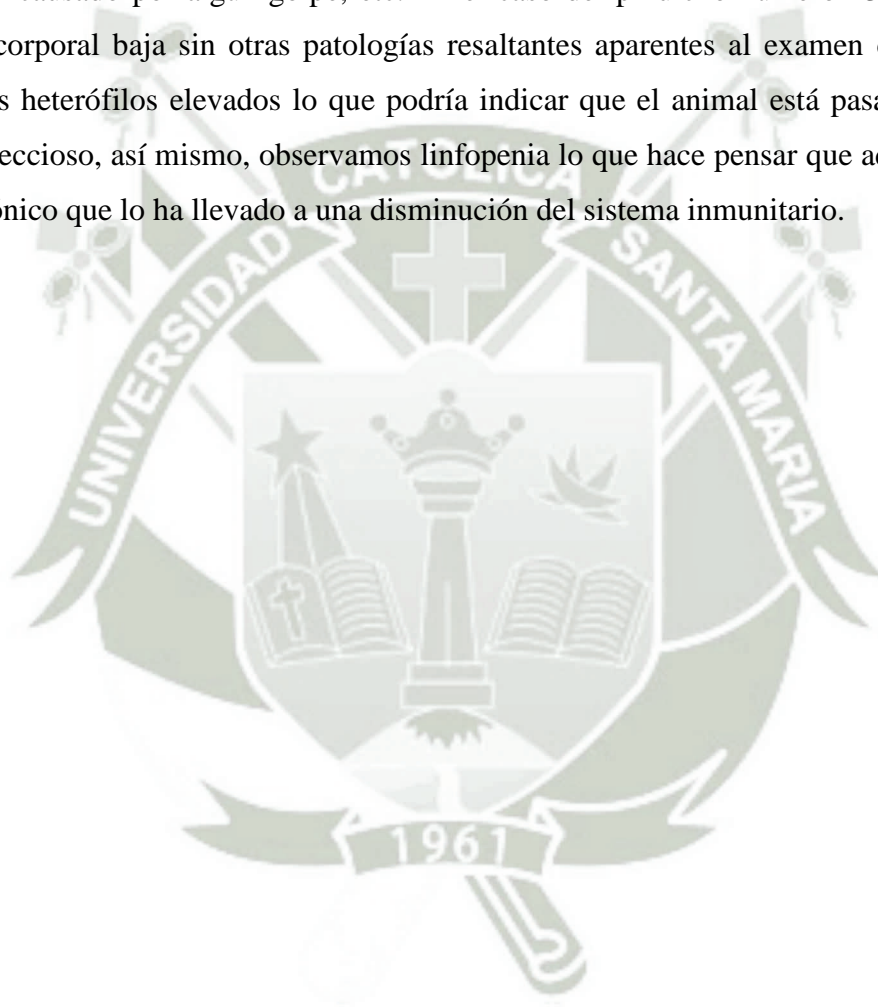 corporal baja sin otras patologías resaltantes aparentes al examen
s heterófilos elevados lo que podría indicar que el animal está pasa
eccioso, así mismo, observamos linfopenia lo que hace pensar que
ónico que lo ha llevado a una disminución del sistema inmunitario.
UNIVERSIDAD CATOLICA SANTA MARIA
1961